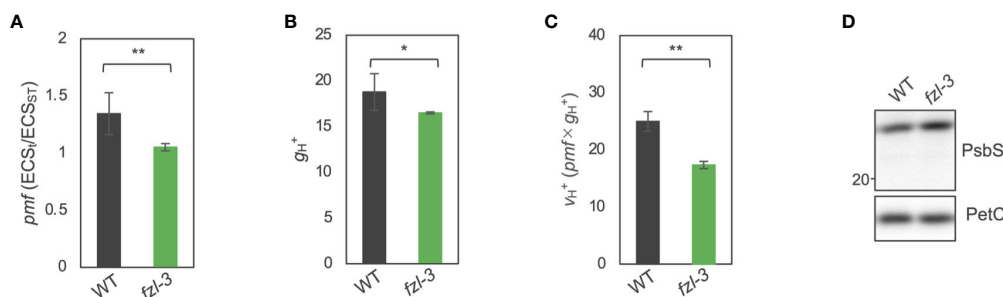 A
pmf (ECSt/ECSST)
2
1.5
1
0.5
0
**
WT
fzl-3
B
gH+
25
20
15
10
5
0
*
WT
fzl-3
C
vH+ (pmf × gH+)
40
30
20
10
0
**
WT
fzl-3
D
WT
fzl-3
PsbS
20
PetC